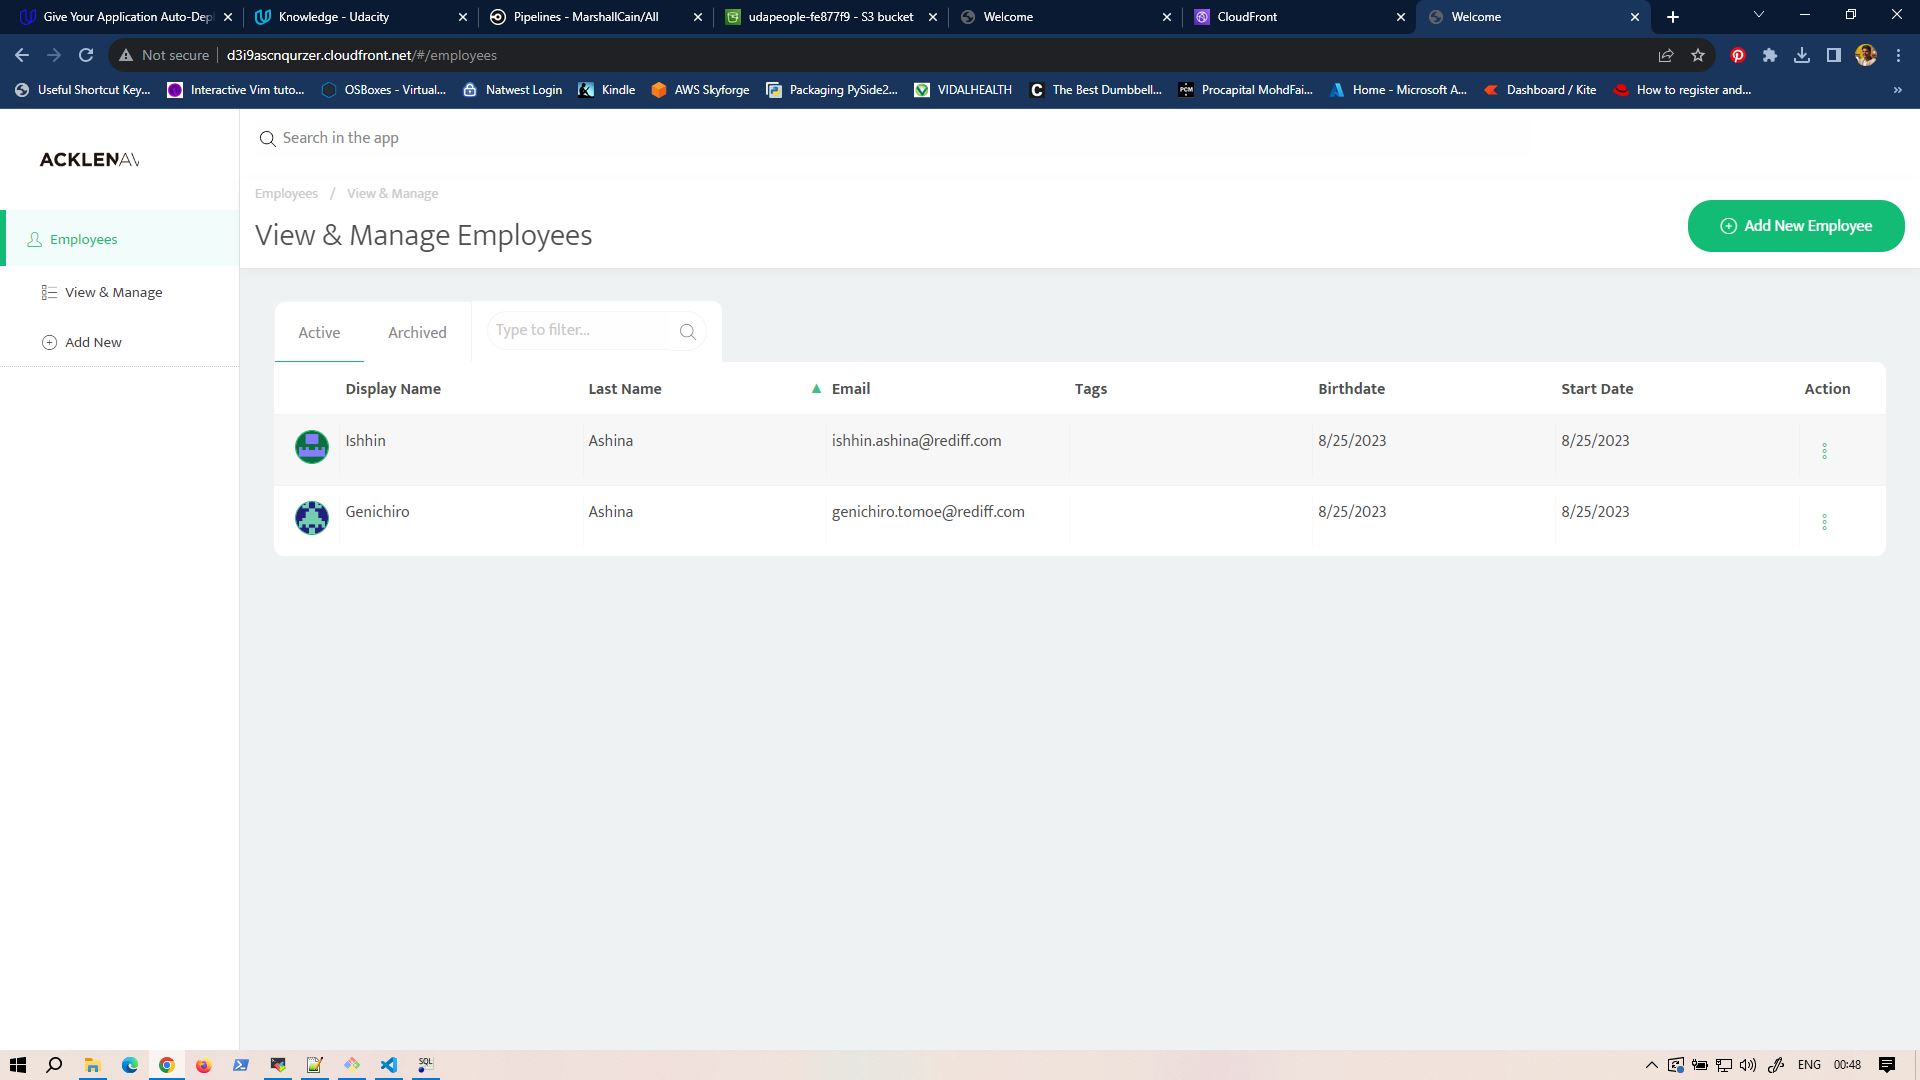 Give Your Application Auto-Dep Knowledge - Udacity Pipelines - MarshallCain/All udapeople-fe877f9 - S3 bucket Welcome CloudFront Welcome
Not secure d3i9ascnqurzer.cloudfront.net/#/employees
Useful Shortcut Key... Interactive Vim tuto... OSBoxes - Virtual... Natwest Login Kindle AWS Skyforge Packaging PySide2... VIDALHEALTH The Best Dumbbell... Procapital MohdFai... Home - Microsoft A... Dashboard / Kite How to register and... »
ACKLENAV
Search in the app
Employees / View & Manage
View & Manage Employees
Add New Employee
Employees
View & Manage
Add New
Active Archived Type to filter...
Display Name Last Name Email Tags Birthdate Start Date Action
Ishhin Ashina ishhin.ashina@rediff.com 8/25/2023 8/25/2023
Genichiro Ashina genichiro.tomoe@rediff.com 8/25/2023 8/25/2023
SQL ENG 00:48